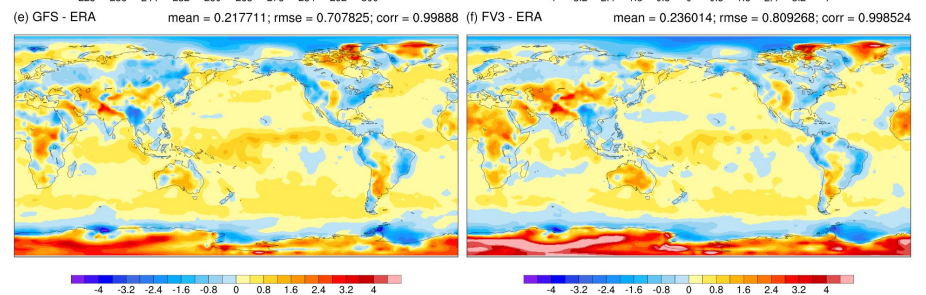 (e) GFS - ERA mean = 0.217711; rmse = 0.707825; corr = 0.99888
(f) FV3 - ERA mean = 0.236014; rmse = 0.809268; corr = 0.998524
-4 -3.2 -2.4 -1.6 -0.8 0 0.8 1.6 2.4 3.2 4
-4 -3.2 -2.4 -1.6 -0.8 0 0.8 1.6 2.4 3.2 4